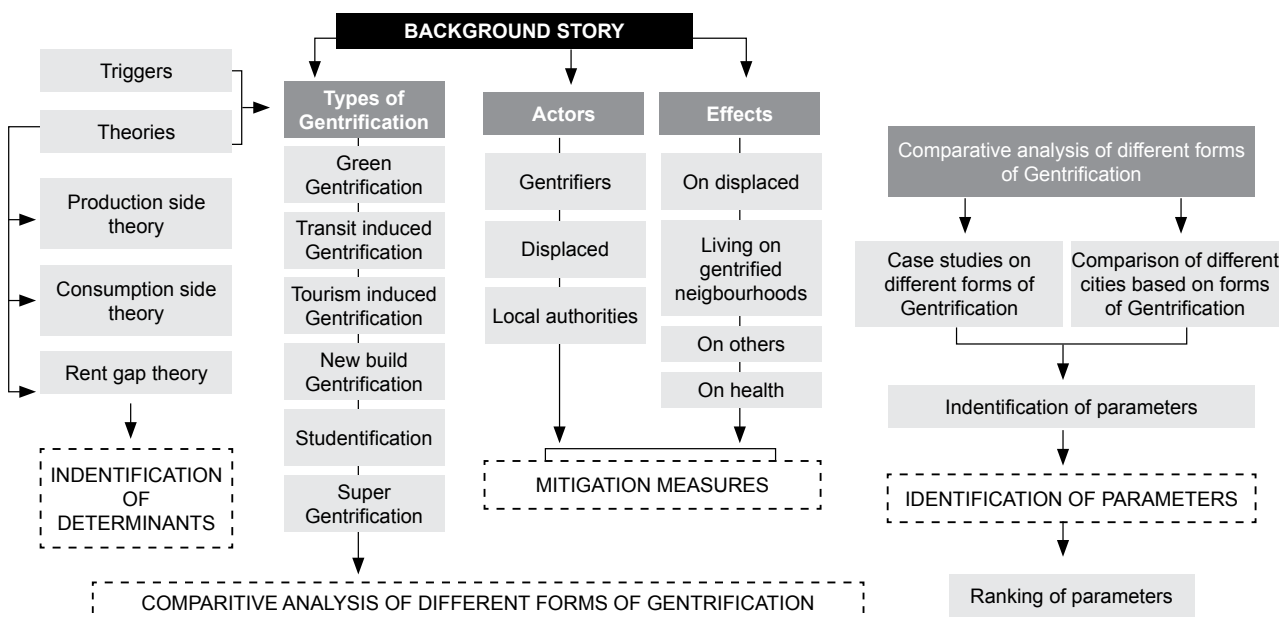 BACKGROUND STORY
Triggers
Theories
Production side
theory
Consumption side
theory
Rent gap theory
INDENTIFICATION
OF
DETERMINANTS
Types of
Gentrification
Green
Gentrification
Transit induced
Gentrification
Tourism induced
Gentrification
New build
Gentrification
Studentification
Super
Gentrification
COMPARITIVE ANALYSIS OF DIFFERENT FORMS OF GENTRIFICATION
Actors
Gentrifiers
Displaced
Local authorities
Effects
On displaced
Living on
gentrified
neigbourhoods
On others
On health
MITIGATION MEASURES
Comparative analysis of different forms
of Gentrification
Case studies on
different forms of
Gentrification
Comparison of different
cities based on forms
of Gentrification
Indentification of parameters
IDENTIFICATION OF PARAMETERS
Ranking of parameters